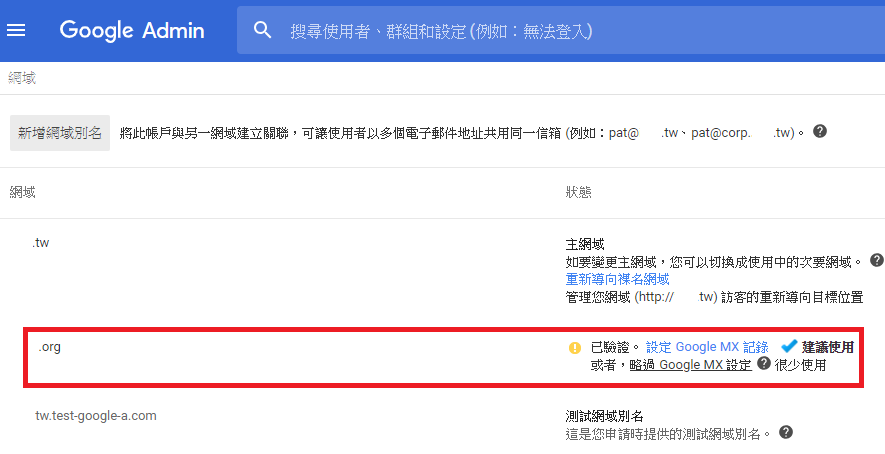 Google Admin
搜尋使用者、群組和設定 (例如：無法登入)
網域
新增網域別名
將此帳戶與另一網域建立關聯，可讓使用者以多個電子郵件地址共用同一信箱 (例如：pat@ .tw、pat@corp. .tw)。
網域 狀態
.tw
主網域
如要變更主網域，您可以切換成使用中的次要網域。
重新導向裸名網域
管理您網域 (http:// .tw) 訪客的重新導向目標位置
.org
已驗證。 設定 Google MX 記錄 建議使用
或者，略過 Google MX 設定 很少使用
tw.test-google-a.com
測試網域別名
這是您申請時提供的測試網域別名。